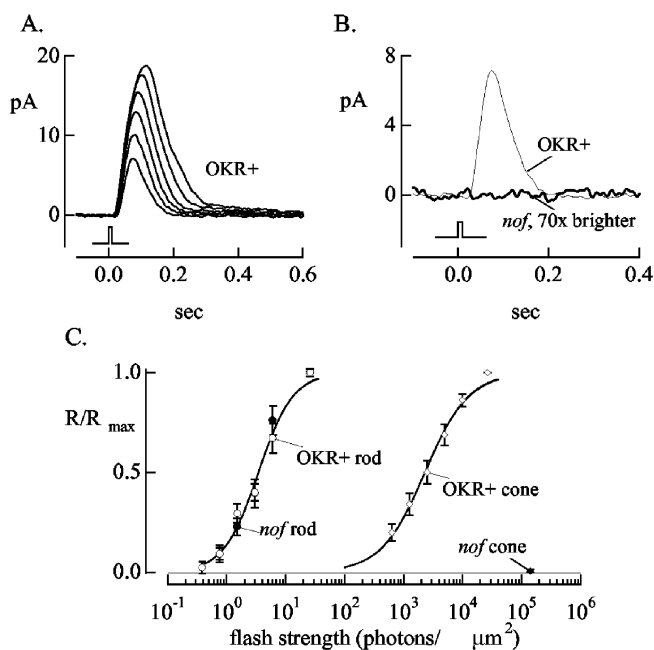 A.
20
pA
10
0
OKR+
0.0
0.2
0.4
0.6
sec
B.
8
pA
4
0
OKR+
nof, 70x brighter
0.0
0.2
0.4
sec
C.
1.0
R/R max
0.5
0.0
OKR+ rod
nof rod
OKR+ cone
nof cone
10-1
100
101
102
103
104
105
106
flash strength (photons/ μm2)